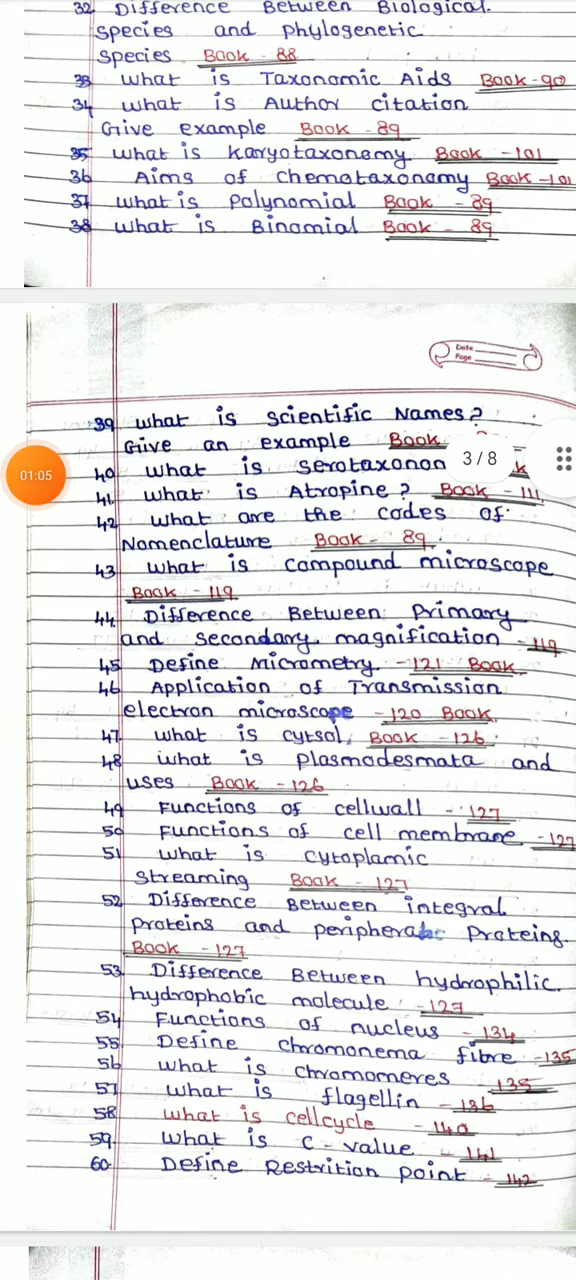 32 Difference Between Biological.
species and phylogenetic
species Book - 88
33 what is Taxonomic Aids Book-90
34 what is Author citation
Give example Book - 89
35 what is karyotaxonomy Book - 101
36 Aims of chemotaxonomy Book - 101
37 what is polynomial Book - 89
38 what is Binomial Book - 89
Date
Page
39 what is scientific Names?
Give an example Book
3 / 8
40 what is serotaxonon k
01:05
41 what is Atropine? Book - 111
42 what are the codes of
Nomenclature Book - 89.
43 what is compound microscope
Book - 119
44 Difference Between Primary
and secondary magnification - 119
45 Define Micrometry. - 121 Book
46 Application of Transmission
electron microscope - 120 Book
47 what is cytsol, Book - 126
48 what is plasmodesmata and
uses Book - 126
49 Functions of cellwall - 127
50 Functions of cell membrane - 127
51 what is cytoplamic
streaming Book - 127
52 Difference Between integral
proteins and peripheral proteins.
Book - 127
53 Difference Between hydrophilic.
hydrophobic molecule - 127
54 Functions of nucleus - 134
55 Define chromonema fibre - 135
56 what is chromomeres 135
57 what is flagellin - 136
58 what is cellcycle - 140
59. what is c - value - 141
60. Define Restrition point - 142